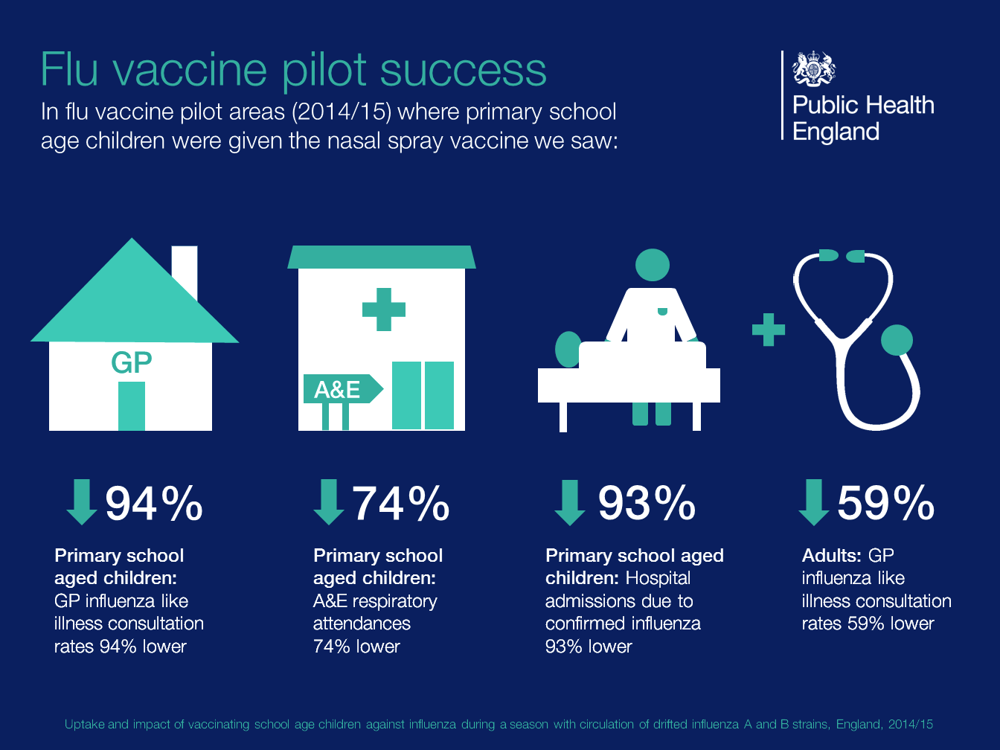 Flu vaccine pilot success
In flu vaccine pilot areas (2014/15) where primary school
age children were given the nasal spray vaccine we saw:
Public Health
England
GP
A&E
94%
Primary school
aged children:
GP influenza like
illness consultation
rates 94% lower
74%
Primary school
aged children:
A&E respiratory
attendances
74% lower
93%
Primary school aged
children: Hospital
admissions due to
confirmed influenza
93% lower
59%
Adults: GP
influenza like
illness consultation
rates 59% lower
Uptake and impact of vaccinating school age children against influenza during a season with circulation of drifted influenza A and B strains, England, 2014/15